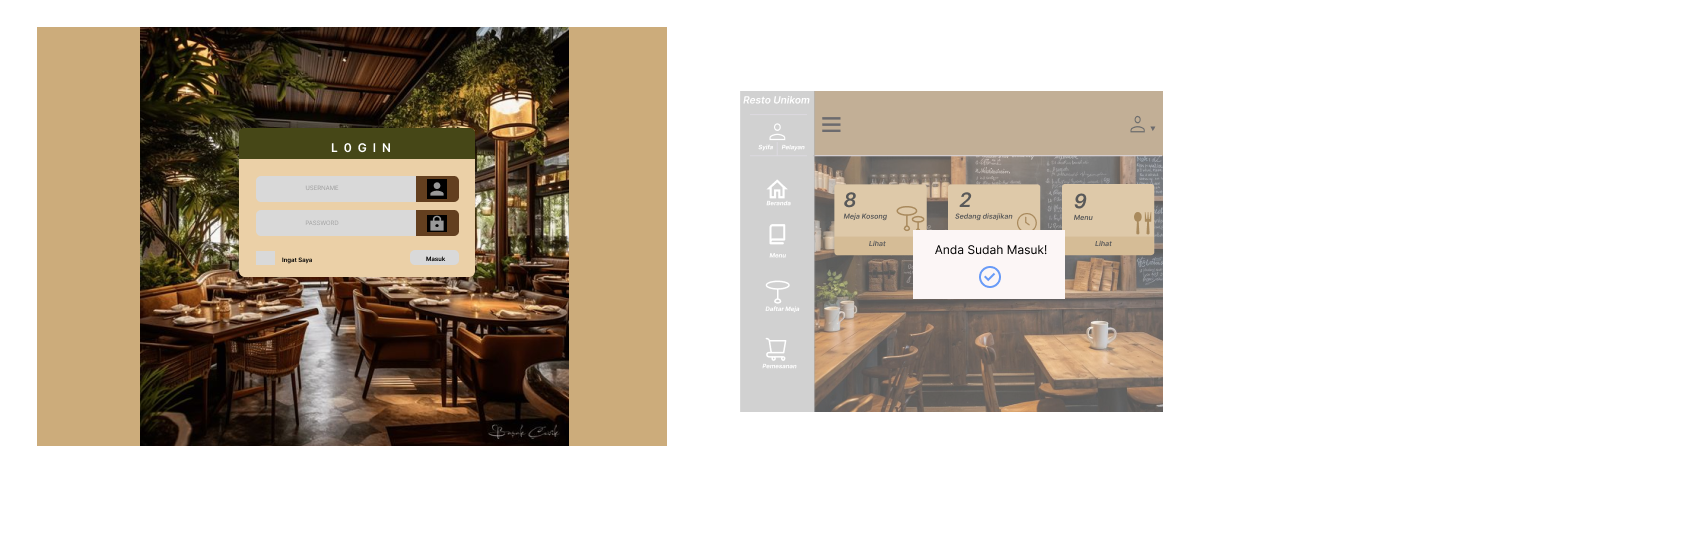 L0GIN
USERNAME
PASSWORD
Ingat Saya
Masuk
Resto Unikom
Syifa
Pelayan
Beranda
Menu
Daftar Meja
Pemesanan
8
Meja Kosong
Lihat
2
Sedang disajikan
9
Menu
Lihat
Anda Sudah Masuk!